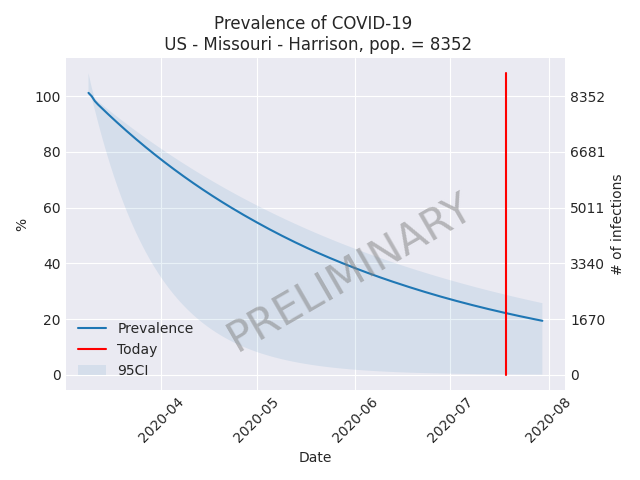 Prevalence of COVID-19
US - Missouri - Harrison, pop. = 8352
100
80
60
40
20
0
%
8352
6681
5011
3340
1670
0
# of infections
PRELIMINARY
Prevalence
Today
95CI
2020-04
2020-05
2020-06
2020-07
2020-08
Date